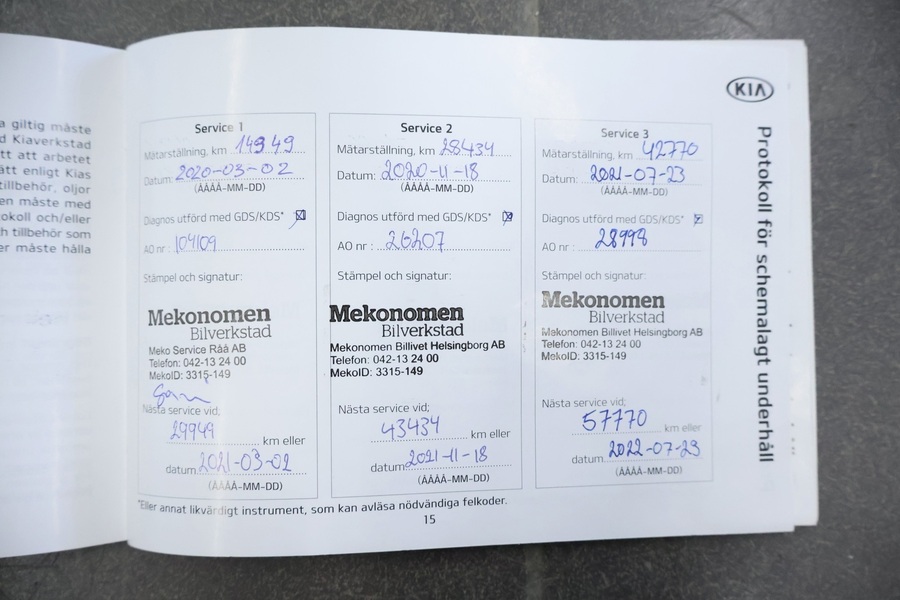 a giltig måste
d Kiaverkstad
tt att arbetet
ätt enligt Kias
tillbehör, oljor
en måste med
okoll och/eller
h tillbehör som
er måste hålla
KIA
Protokoll för schemalagt underhåll
Service 1
Mätarställning, km 14949
Datum: 2020-03-02
(ÅÅÅÅ-MM-DD)
Diagnos utförd med GDS/KDS*
AO nr: 104109
Stämpel och signatur:
Mekonomen
Bilverkstad
Meko Service Råå AB
Telefon: 042-13 24 00
MekoID: 3315-149
Nästa service vid;
29949 km eller
datum 2021-03-02
(ÅÅÅÅ-MM-DD)
Service 2
Mätarställning, km 28434
Datum: 2020-11-18
(ÅÅÅÅ-MM-DD)
Diagnos utförd med GDS/KDS*
AO nr: 26207
Stämpel och signatur:
Mekonomen
Bilverkstad
Mekonomen Billivet Helsingborg AB
Telefon: 042-13 24 00
MekoID: 3315-149
Nästa service vid;
43434 km eller
datum 2021-11-18
(ÅÅÅÅ-MM-DD)
Service 3
Mätarställning, km 42770
Datum: 2021-07-23
(ÅÅÅÅ-MM-DD)
Diagnos utförd med GDS/KDS*
AO nr: 28998
Stämpel och signatur:
Mekonomen
Bilverkstad
Mekonomen Billivet Helsingborg AB
Telefon: 042-13 24 00
MekoID: 3315-149
Nästa service vid;
57770 km eller
datum 2022-07-23
(ÅÅÅÅ-MM-DD)
*Eller annat likvärdigt instrument, som kan avläsa nödvändiga felkoder.
15